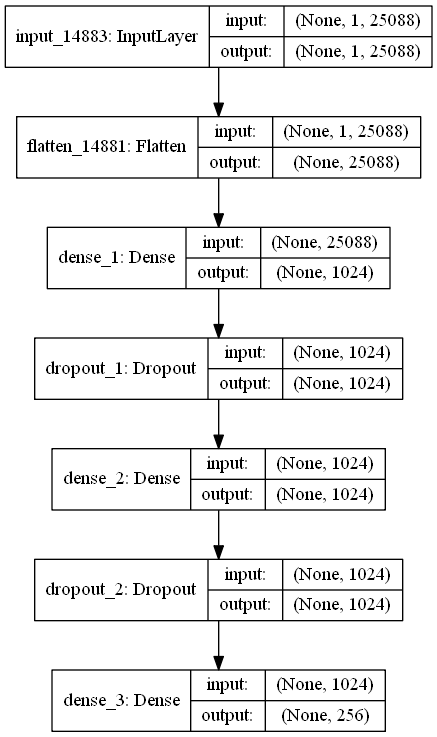 input_14883: InputLayer
input: (None, 1, 25088)
output: (None, 1, 25088)
flatten_14881: Flatten
input: (None, 1, 25088)
output: (None, 25088)
dense_1: Dense
input: (None, 25088)
output: (None, 1024)
dropout_1: Dropout
input: (None, 1024)
output: (None, 1024)
dense_2: Dense
input: (None, 1024)
output: (None, 1024)
dropout_2: Dropout
input: (None, 1024)
output: (None, 1024)
dense_3: Dense
input: (None, 1024)
output: (None, 256)